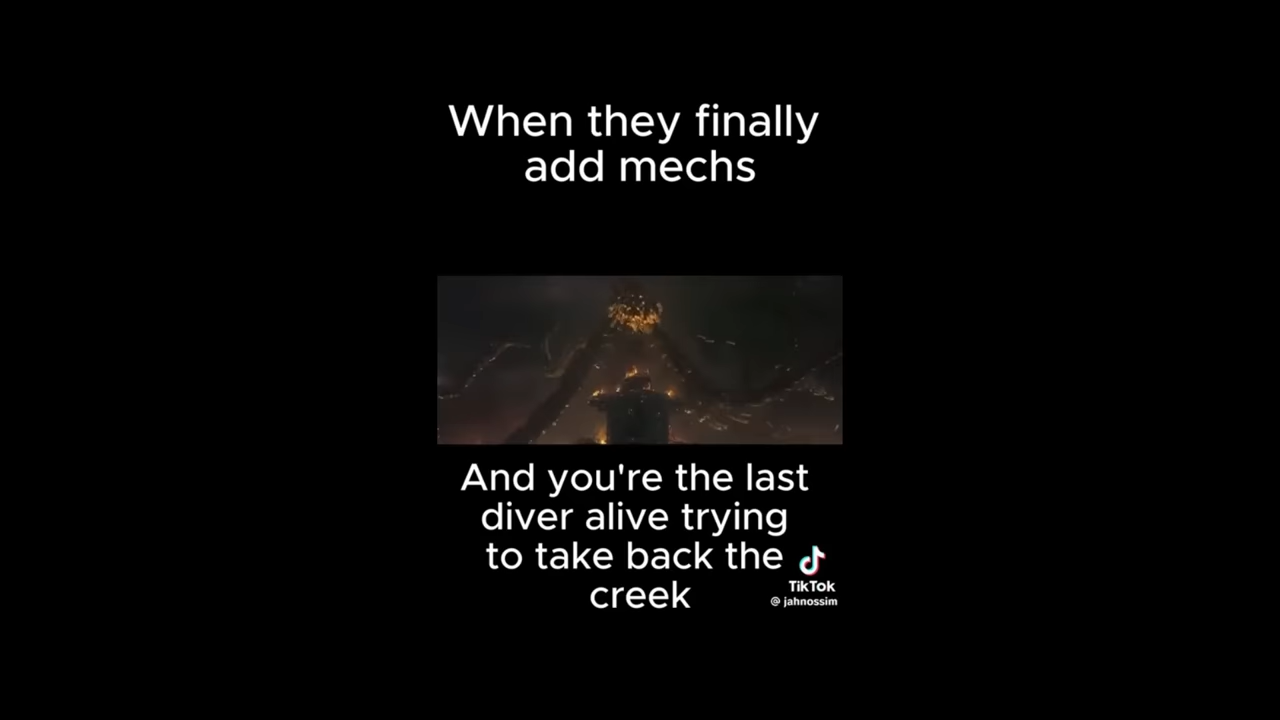 When they finally
add mechs
And you're the last
diver alive trying
to take back the
creek
TikTok
@ jahnossim